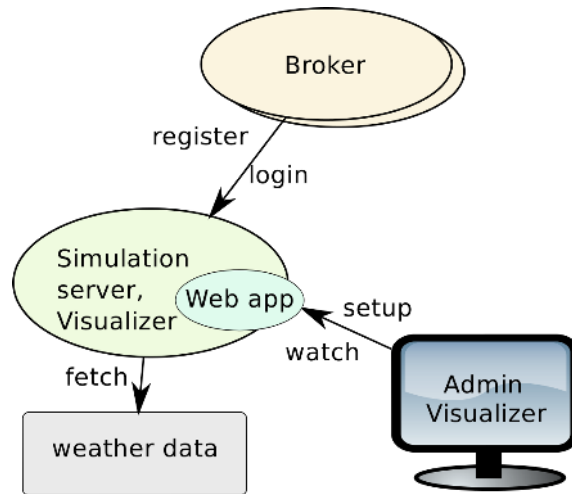 Broker
register
login
Simulation
server,
Visualizer
Web app
setup
watch
fetch
Admin
Visualizer
weather data